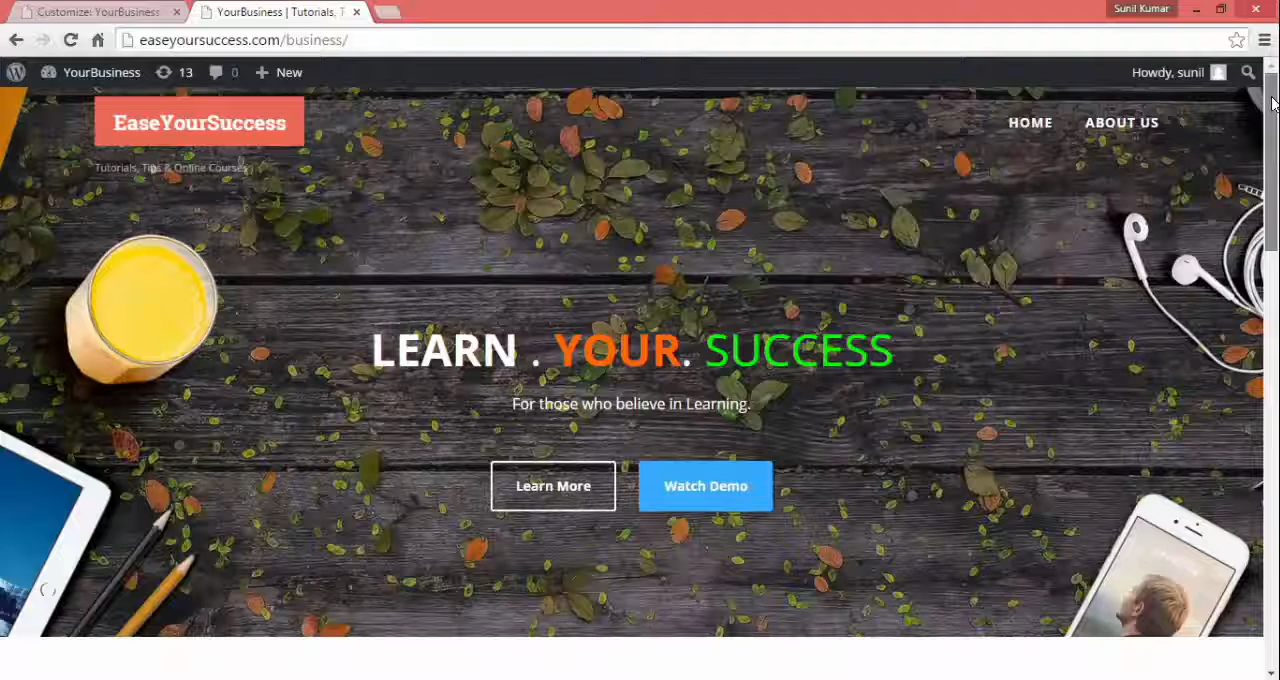 Customize: YourBusiness
YourBusiness | Tutorials, T
Sunil Kumar
easeyoursuccess.com/business/
YourBusiness 13 0 New
Howdy, sunil
EaseYourSuccess
HOME ABOUT US
Tutorials, Tips & Online Courses
LEARN . YOUR. SUCCESS
For those who believe in Learning.
Learn More Watch Demo